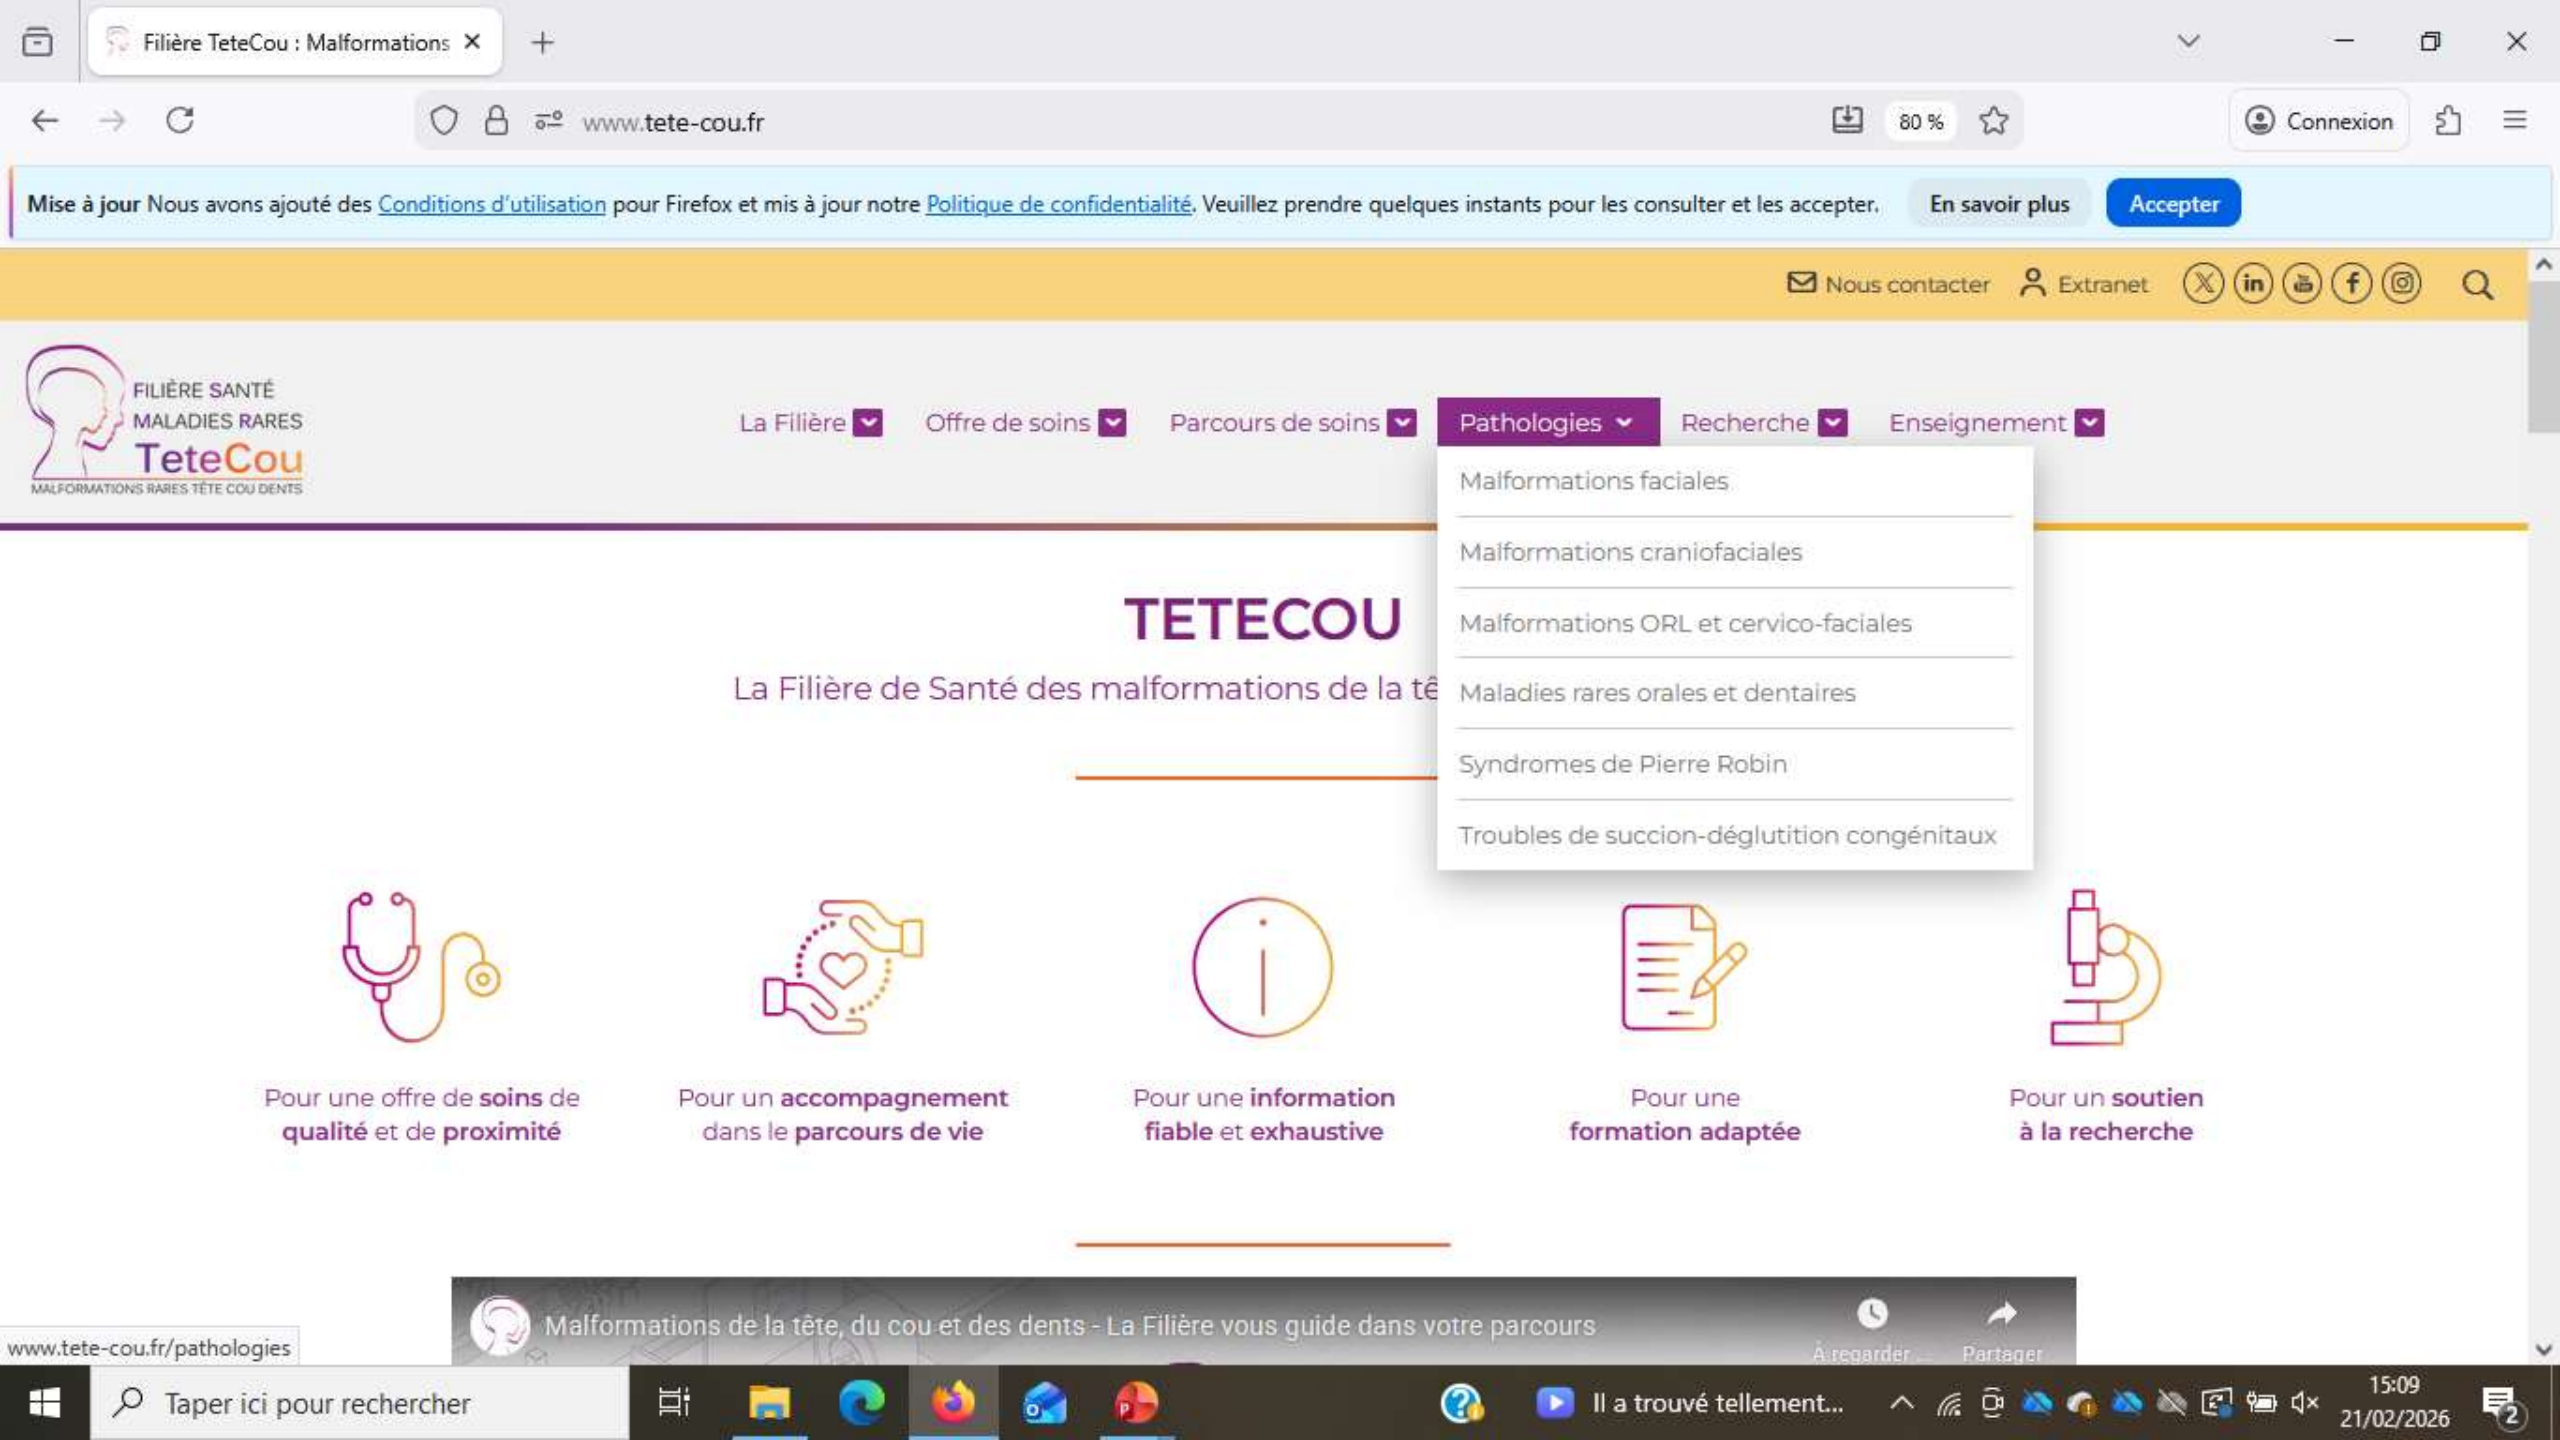 Filière TeteCou : Malformations
www.tete-cou.fr
80 %
Connexion
Mise à jour Nous avons ajouté des Conditions d'utilisation pour Firefox et mis à jour notre Politique de confidentialité. Veuillez prendre quelques instants pour les consulter et les accepter.
En savoir plus
Accepter
Nous contacter
Extranet
FILIÈRE SANTÉ
MALADIES RARES
TeteCou
MALFORMATIONS RARES TÊTE COU DENTS
La Filière
Offre de soins
Parcours de soins
Pathologies
Recherche
Enseignement
Malformations faciales
Malformations craniofaciales
Malformations ORL et cervico-faciales
Maladies rares orales et dentaires
Syndromes de Pierre Robin
Troubles de succion-déglutition congénitaux
TETECOU
La Filière de Santé des malformations de la tê
Pour une offre de soins de
qualité et de proximité
Pour un accompagnement
dans le parcours de vie
Pour une information
fiable et exhaustive
Pour une
formation adaptée
Pour un soutien
à la recherche
Malformations de la tête, du cou et des dents - La Filière vous guide dans votre parcours
À regarder ...
Partager
www.tete-cou.fr/pathologies
Taper ici pour rechercher
Il a trouvé tellement...
15:09
21/02/2026
2